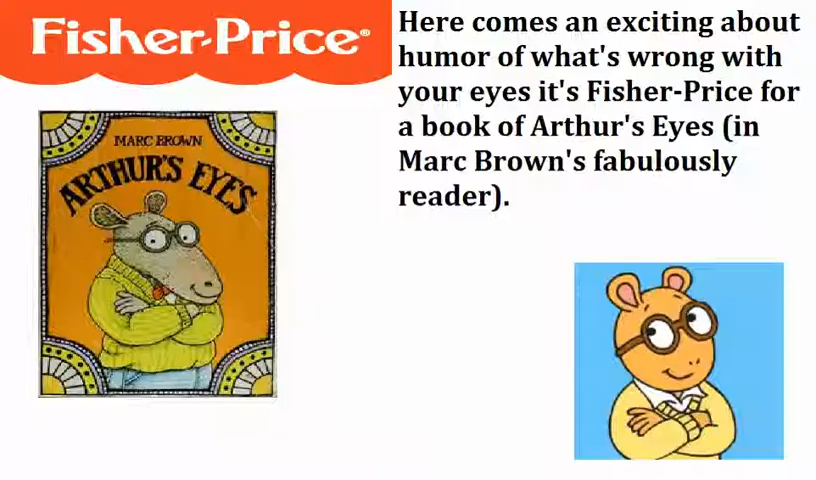 Fisher-Price®
Here comes an exciting about
humor of what's wrong with
your eyes it's Fisher-Price for
a book of Arthur's Eyes (in
Marc Brown's fabulously
reader).
MARC BROWN
ARTHUR'S EYES